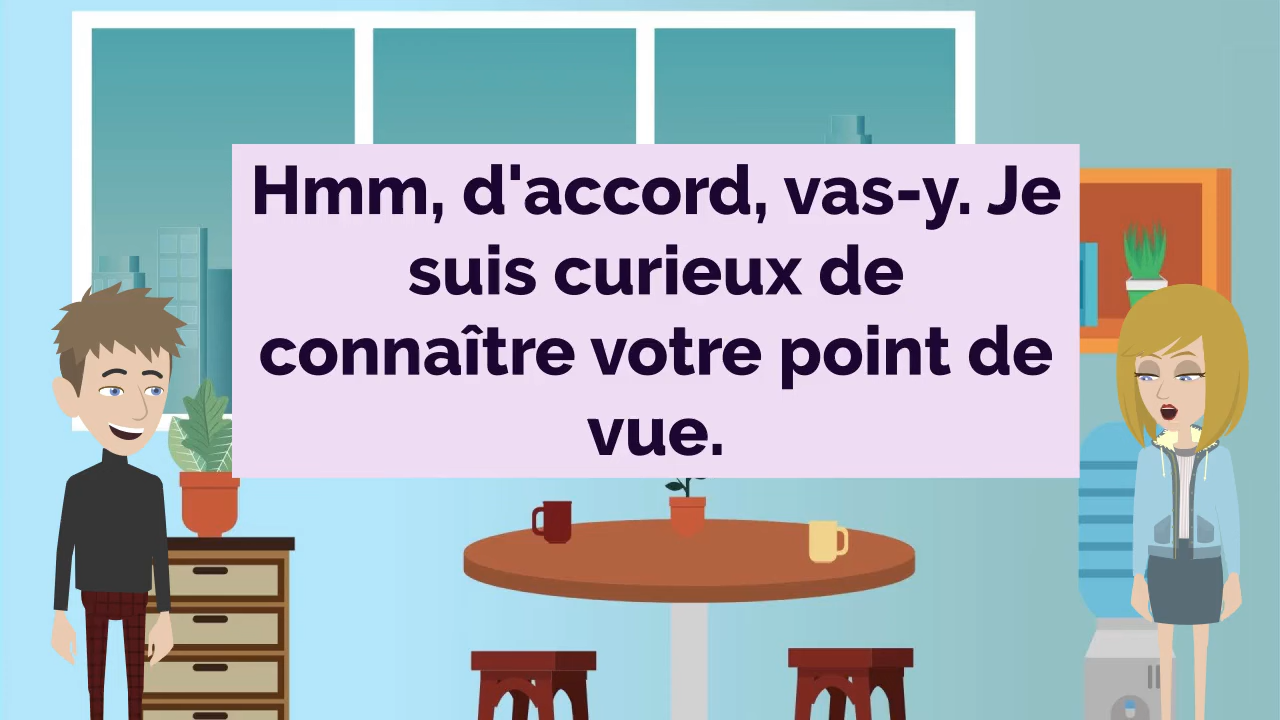 Hmm, d'accord, vas-y. Je
suis curieux de
connaître votre point de
vue.